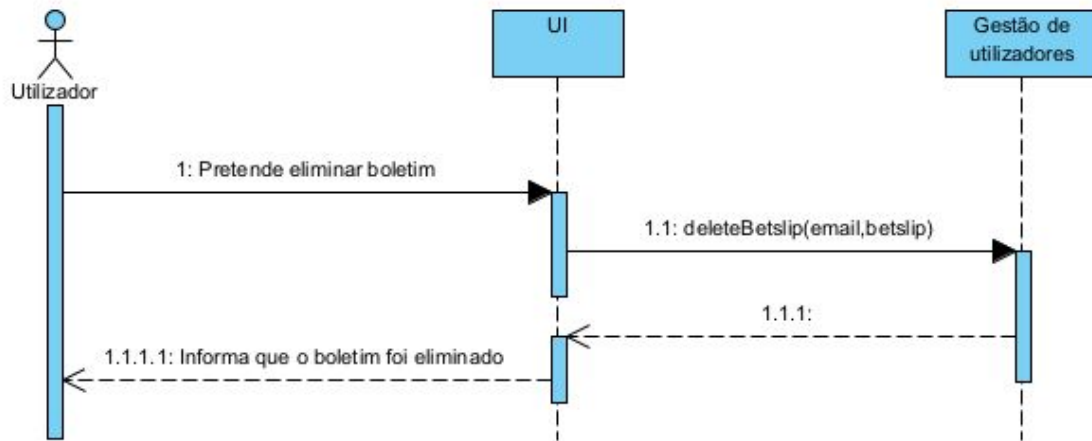 UI
Gestão de
utilizadores
Utilizador
1: Pretende eliminar boletim
1.1: deleteBetslip(email,betslip)
1.1.1:
1.1.1.1: Informa que o boletim foi eliminado